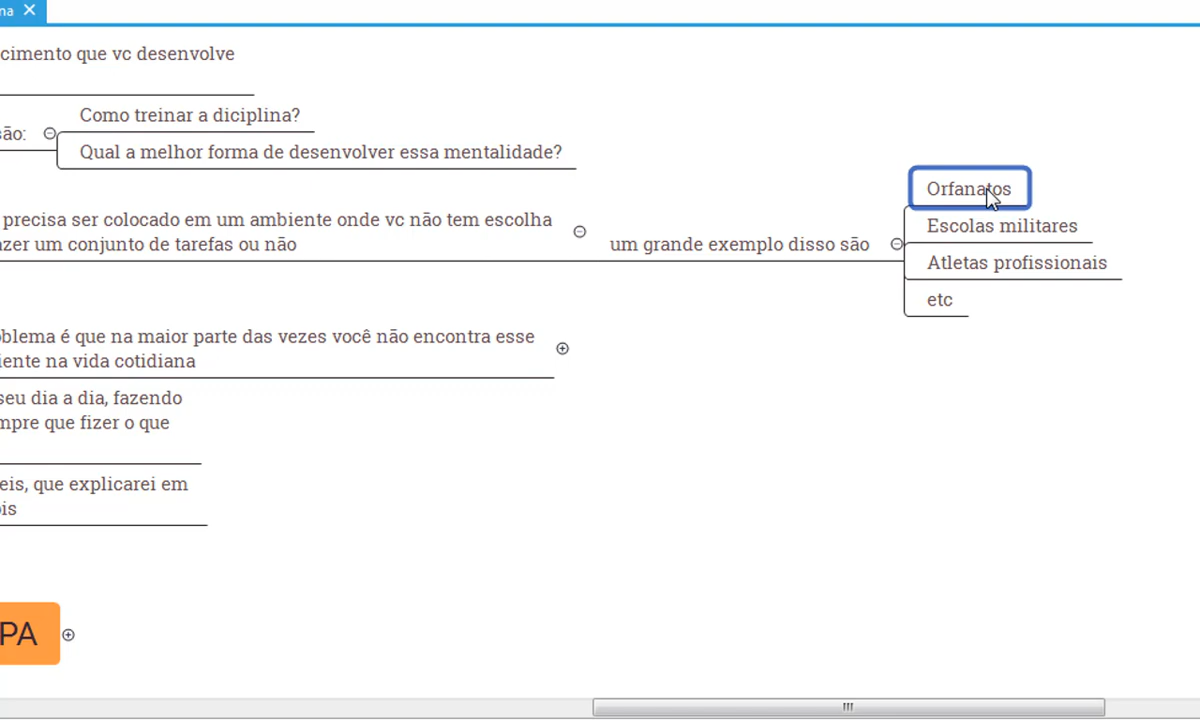 na
cimento que vc desenvolve
Como treinar a diciplina?
são:
Qual a melhor forma de desenvolver essa mentalidade?
precisa ser colocado em um ambiente onde vc não tem escolha
azer um conjunto de tarefas ou não
um grande exemplo disso são
Orfanatos
Escolas militares
Atletas profissionais
etc
oblema é que na maior parte das vezes você não encontra esse
iente na vida cotidiana
seu dia a dia, fazendo
mpre que fizer o que
eis, que explicarei em
ois
PA